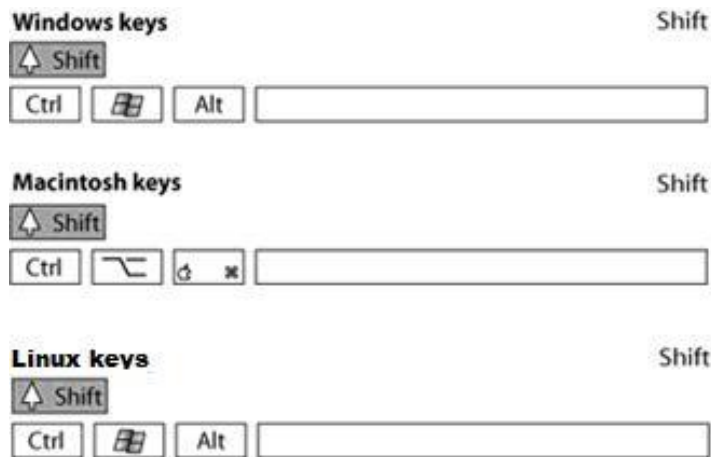 Windows keys Shift
Shift
Ctrl Alt
Macintosh keys Shift
Shift
Ctrl ⌥ ⌘
Linux keys Shift
Shift
Ctrl Alt